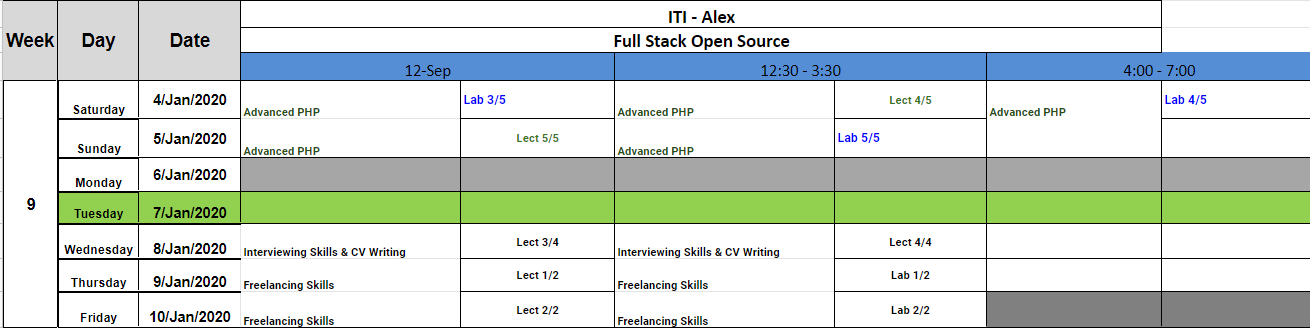 ITI - Alex
Week Day Date
Full Stack Open Source
12-Sep 12:30 - 3:30 4:00 - 7:00
Saturday 4/Jan/2020 Advanced PHP Lab 3/5 Advanced PHP Lect 4/5 Advanced PHP Lab 4/5
Sunday 5/Jan/2020 Advanced PHP Lect 5/5 Advanced PHP Lab 5/5
Monday 6/Jan/2020
9 Tuesday 7/Jan/2020
Wednesday 8/Jan/2020 Interviewing Skills & CV Writing Lect 3/4 Interviewing Skills & CV Writing Lect 4/4
Thursday 9/Jan/2020 Freelancing Skills Lect 1/2 Freelancing Skills Lab 1/2
Friday 10/Jan/2020 Freelancing Skills Lect 2/2 Freelancing Skills Lab 2/2